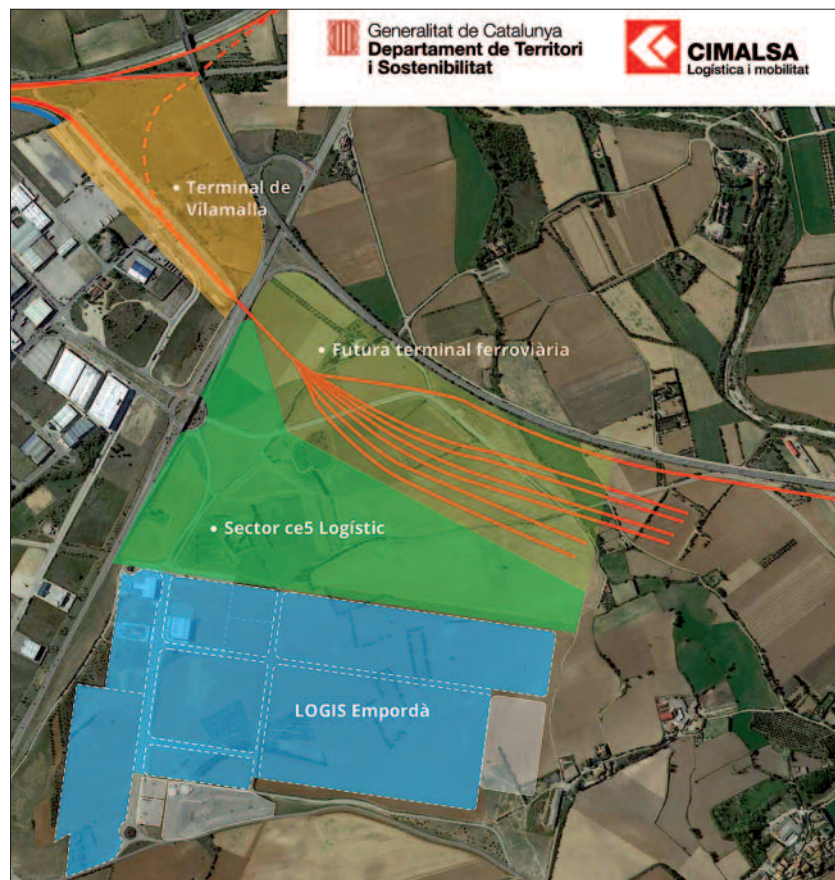 Generalitat de Catalunya
Departament de Territori
i Sostenibilitat
CIMALSA
Logística i mobilitat
• Terminal de
Vilamalla
• Futura terminal ferroviària
• Sector ce5 Logístic
LOGIS Empordà